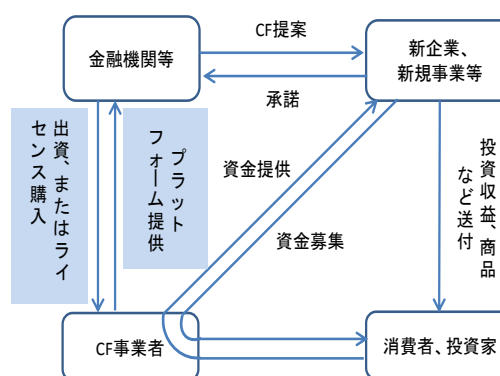 CF提案
金融機関等
新企業、
新規事業等
承諾
出資、またはライ
センス購入
プラット
フォーム提供
資金提供
資金募集
投資収益、商品
など送付
CF事業者
消費者、投資家